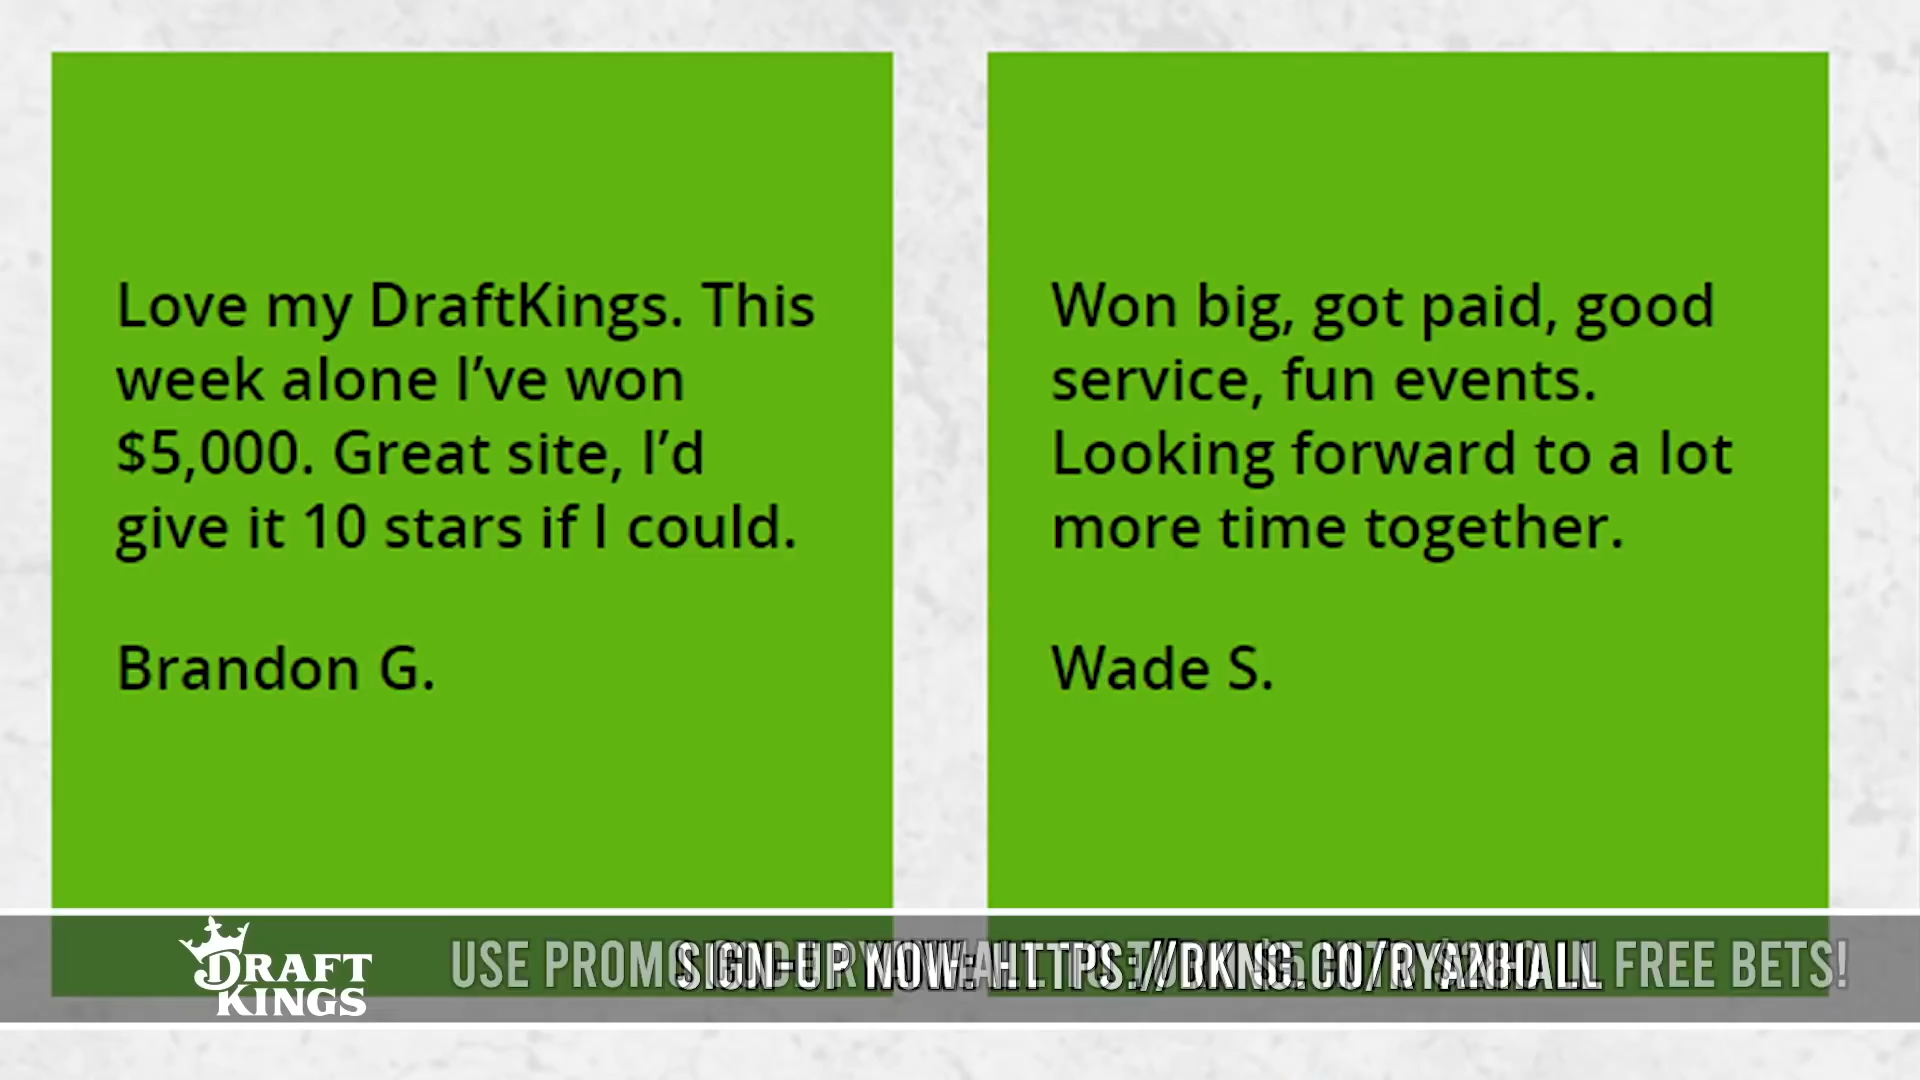 Love my DraftKings. This
week alone I’ve won
$5,000. Great site, I’d
give it 10 stars if I could.
Brandon G.
Won big, got paid, good
service, fun events.
Looking forward to a lot
more time together.
Wade S.
DRAFT
KINGS
USE PROMO FREE BETS!
SIGN-UP NOW: HTTPS://DKNG.CO/RYANHALL